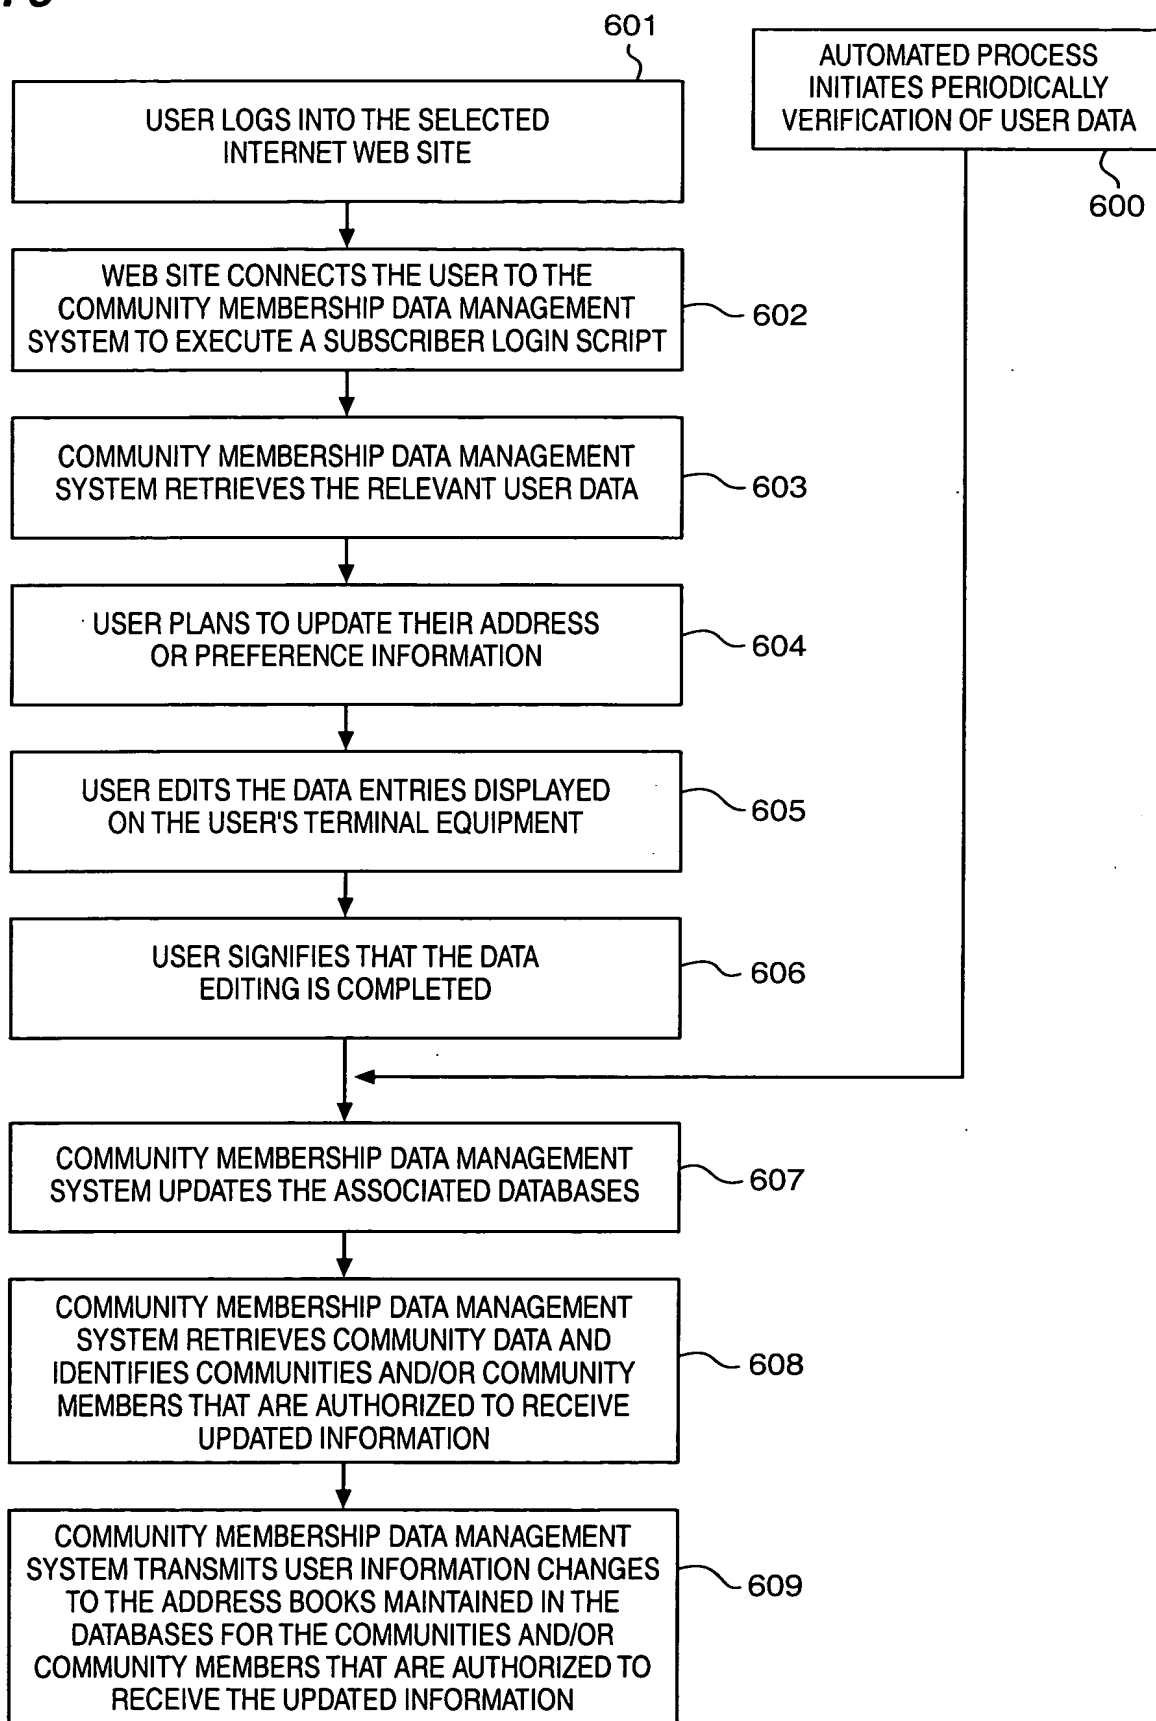 601
USER LOGS INTO THE SELECTED
INTERNET WEB SITE
AUTOMATED PROCESS
INITIATES PERIODICALLY
VERIFICATION OF USER DATA
600
WEB SITE CONNECTS THE USER TO THE
COMMUNITY MEMBERSHIP DATA MANAGEMENT
SYSTEM TO EXECUTE A SUBSCRIBER LOGIN SCRIPT
602
COMMUNITY MEMBERSHIP DATA MANAGEMENT
SYSTEM RETRIEVES THE RELEVANT USER DATA
603
USER PLANS TO UPDATE THEIR ADDRESS
OR PREFERENCE INFORMATION
604
USER EDITS THE DATA ENTRIES DISPLAYED
ON THE USER'S TERMINAL EQUIPMENT
605
USER SIGNIFIES THAT THE DATA
EDITING IS COMPLETED
606
COMMUNITY MEMBERSHIP DATA MANAGEMENT
SYSTEM UPDATES THE ASSOCIATED DATABASES
607
COMMUNITY MEMBERSHIP DATA MANAGEMENT
SYSTEM RETRIEVES COMMUNITY DATA AND
IDENTIFIES COMMUNITIES AND/OR COMMUNITY
MEMBERS THAT ARE AUTHORIZED TO RECEIVE
UPDATED INFORMATION
608
COMMUNITY MEMBERSHIP DATA MANAGEMENT
SYSTEM TRANSMITS USER INFORMATION CHANGES
TO THE ADDRESS BOOKS MAINTAINED IN THE
DATABASES FOR THE COMMUNITIES AND/OR
COMMUNITY MEMBERS THAT ARE AUTHORIZED TO
RECEIVE THE UPDATED INFORMATION
609